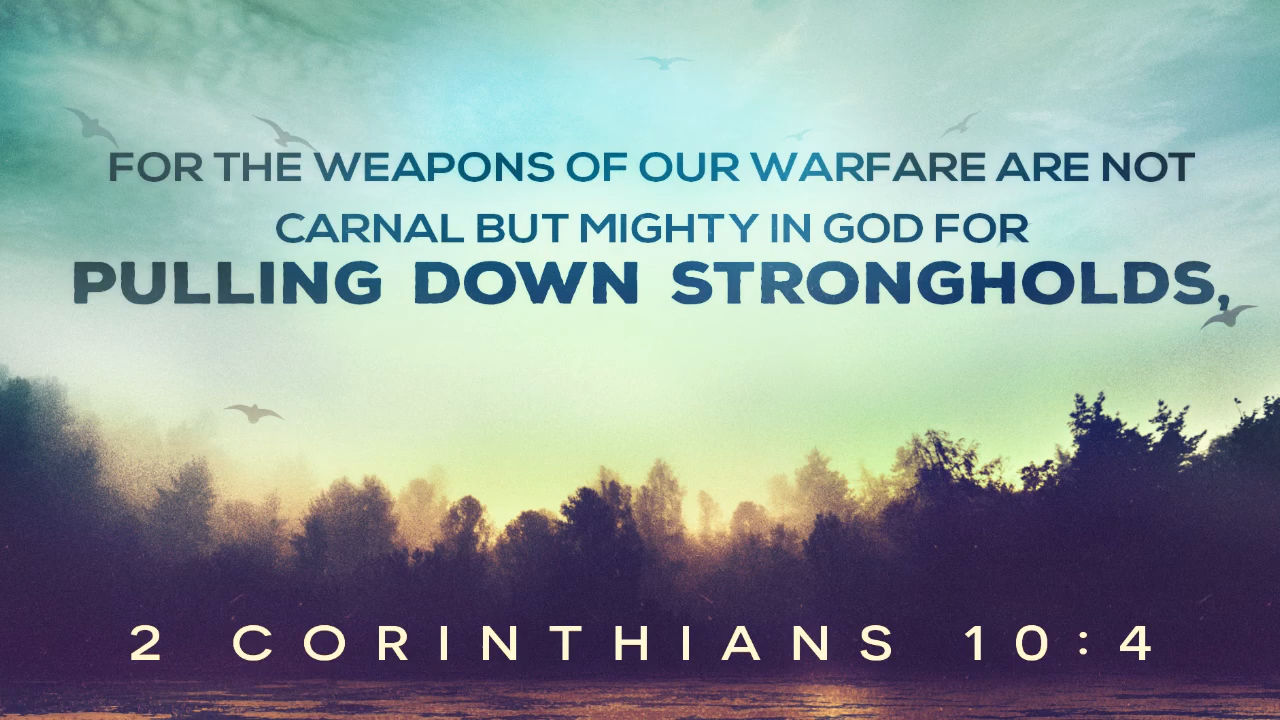 FOR THE WEAPONS OF OUR WARFARE ARE NOT
CARNAL BUT MIGHTY IN GOD FOR
PULLING DOWN STRONGHOLDS,
2 CORINTHIANS 10:4